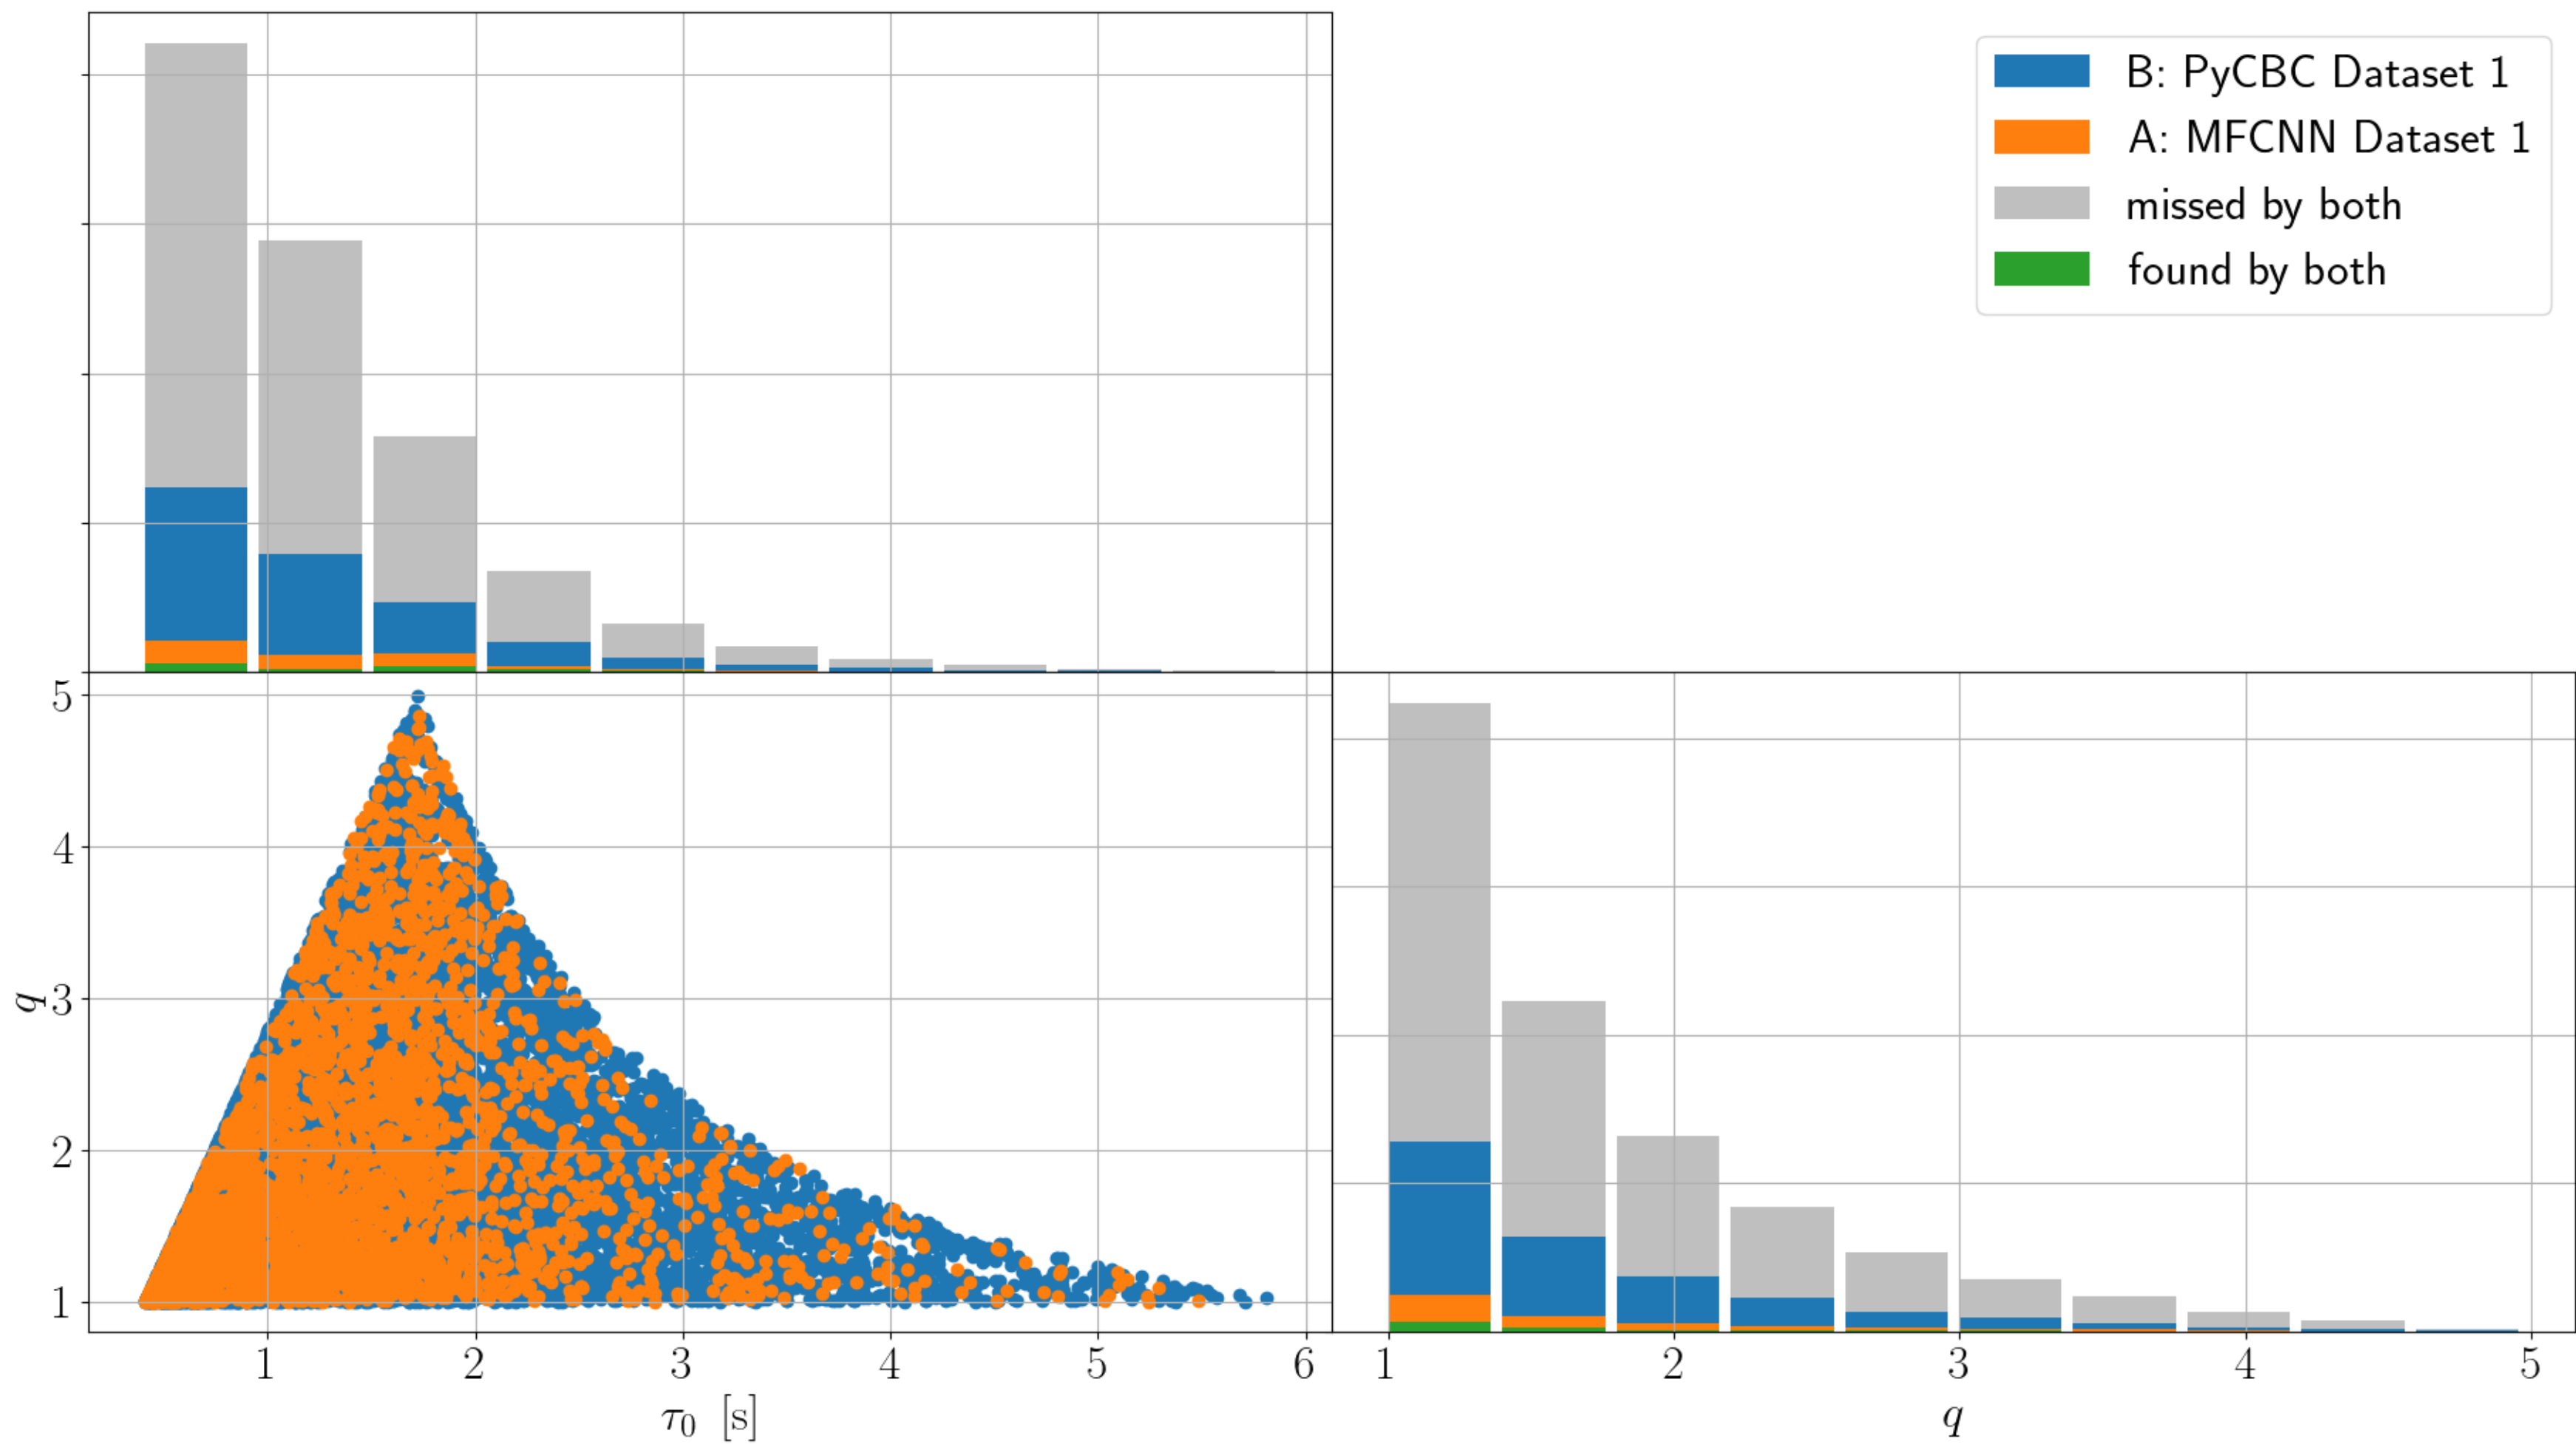 B: PyCBC Dataset 1
A: MFCNN Dataset 1
missed by both
found by both
5
4
3
2
1
q
1 2 3 4 5 6
τ₀ [s]
1 2 3 4 5
q